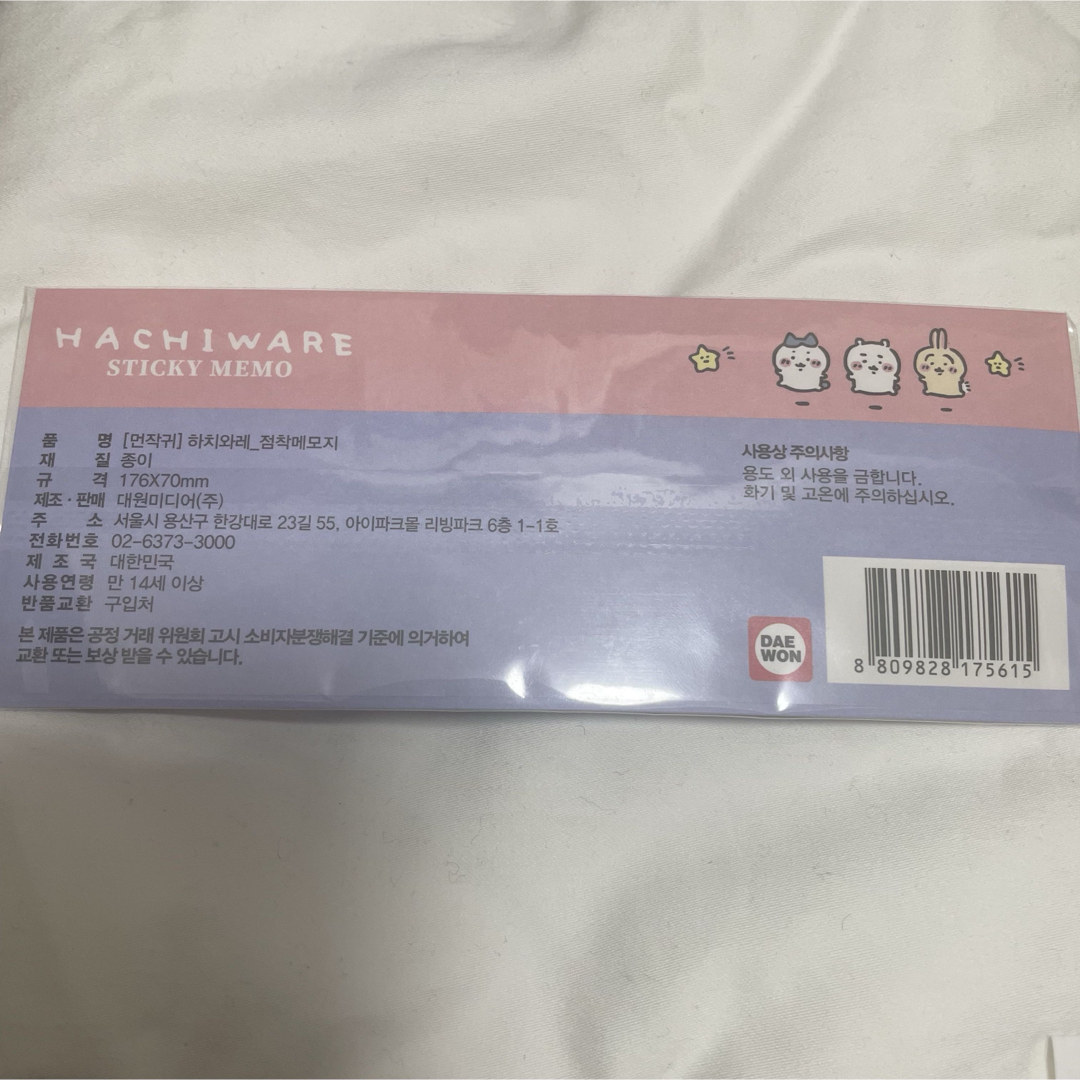 HACHIWARE
STICKY MEMO
품 명 [먼작귀] 하치와레_점착메모지
재 질 종이
규 격 176X70mm
제조·판매 대원미디어(주)
주 소 서울시 용산구 한강대로 23길 55, 아이파크몰 리빙파크 6층 1-1호
전화번호 02-6373-3000
제 조 국 대한민국
사용연령 만 14세 이상
반품교환 구입처
본 제품은 공정 거래 위원회 고시 소비자분쟁해결 기준에 의거하여
교환 또는 보상 받을 수 있습니다.
사용상 주의사항
용도 외 사용을 금합니다.
화기 및 고온에 주의하십시오.
DAE
WON
8 809828 175615